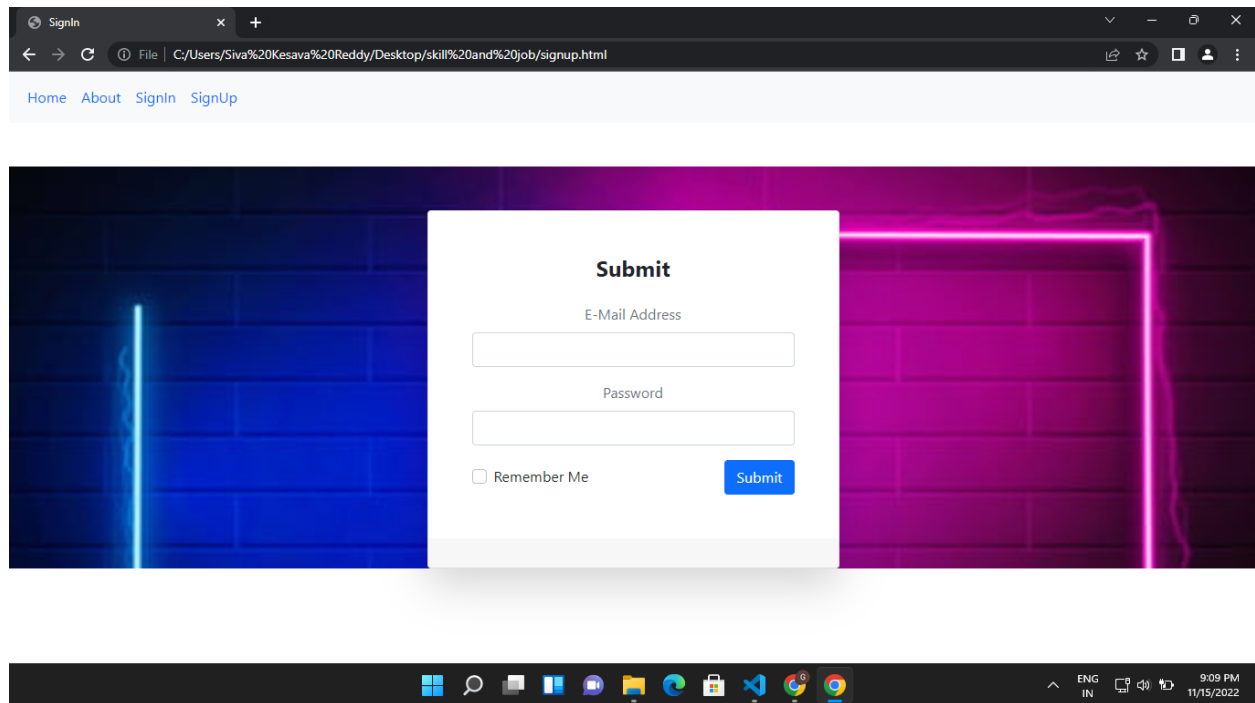 SignIn
File | C:/Users/Siva%20Kesava%20Reddy/Desktop/skill%20and%20job/signup.html
Home About SignIn SignUp
Submit
E-Mail Address
Password
Remember Me Submit
ENG 9:09 PM
IN 11/15/2022